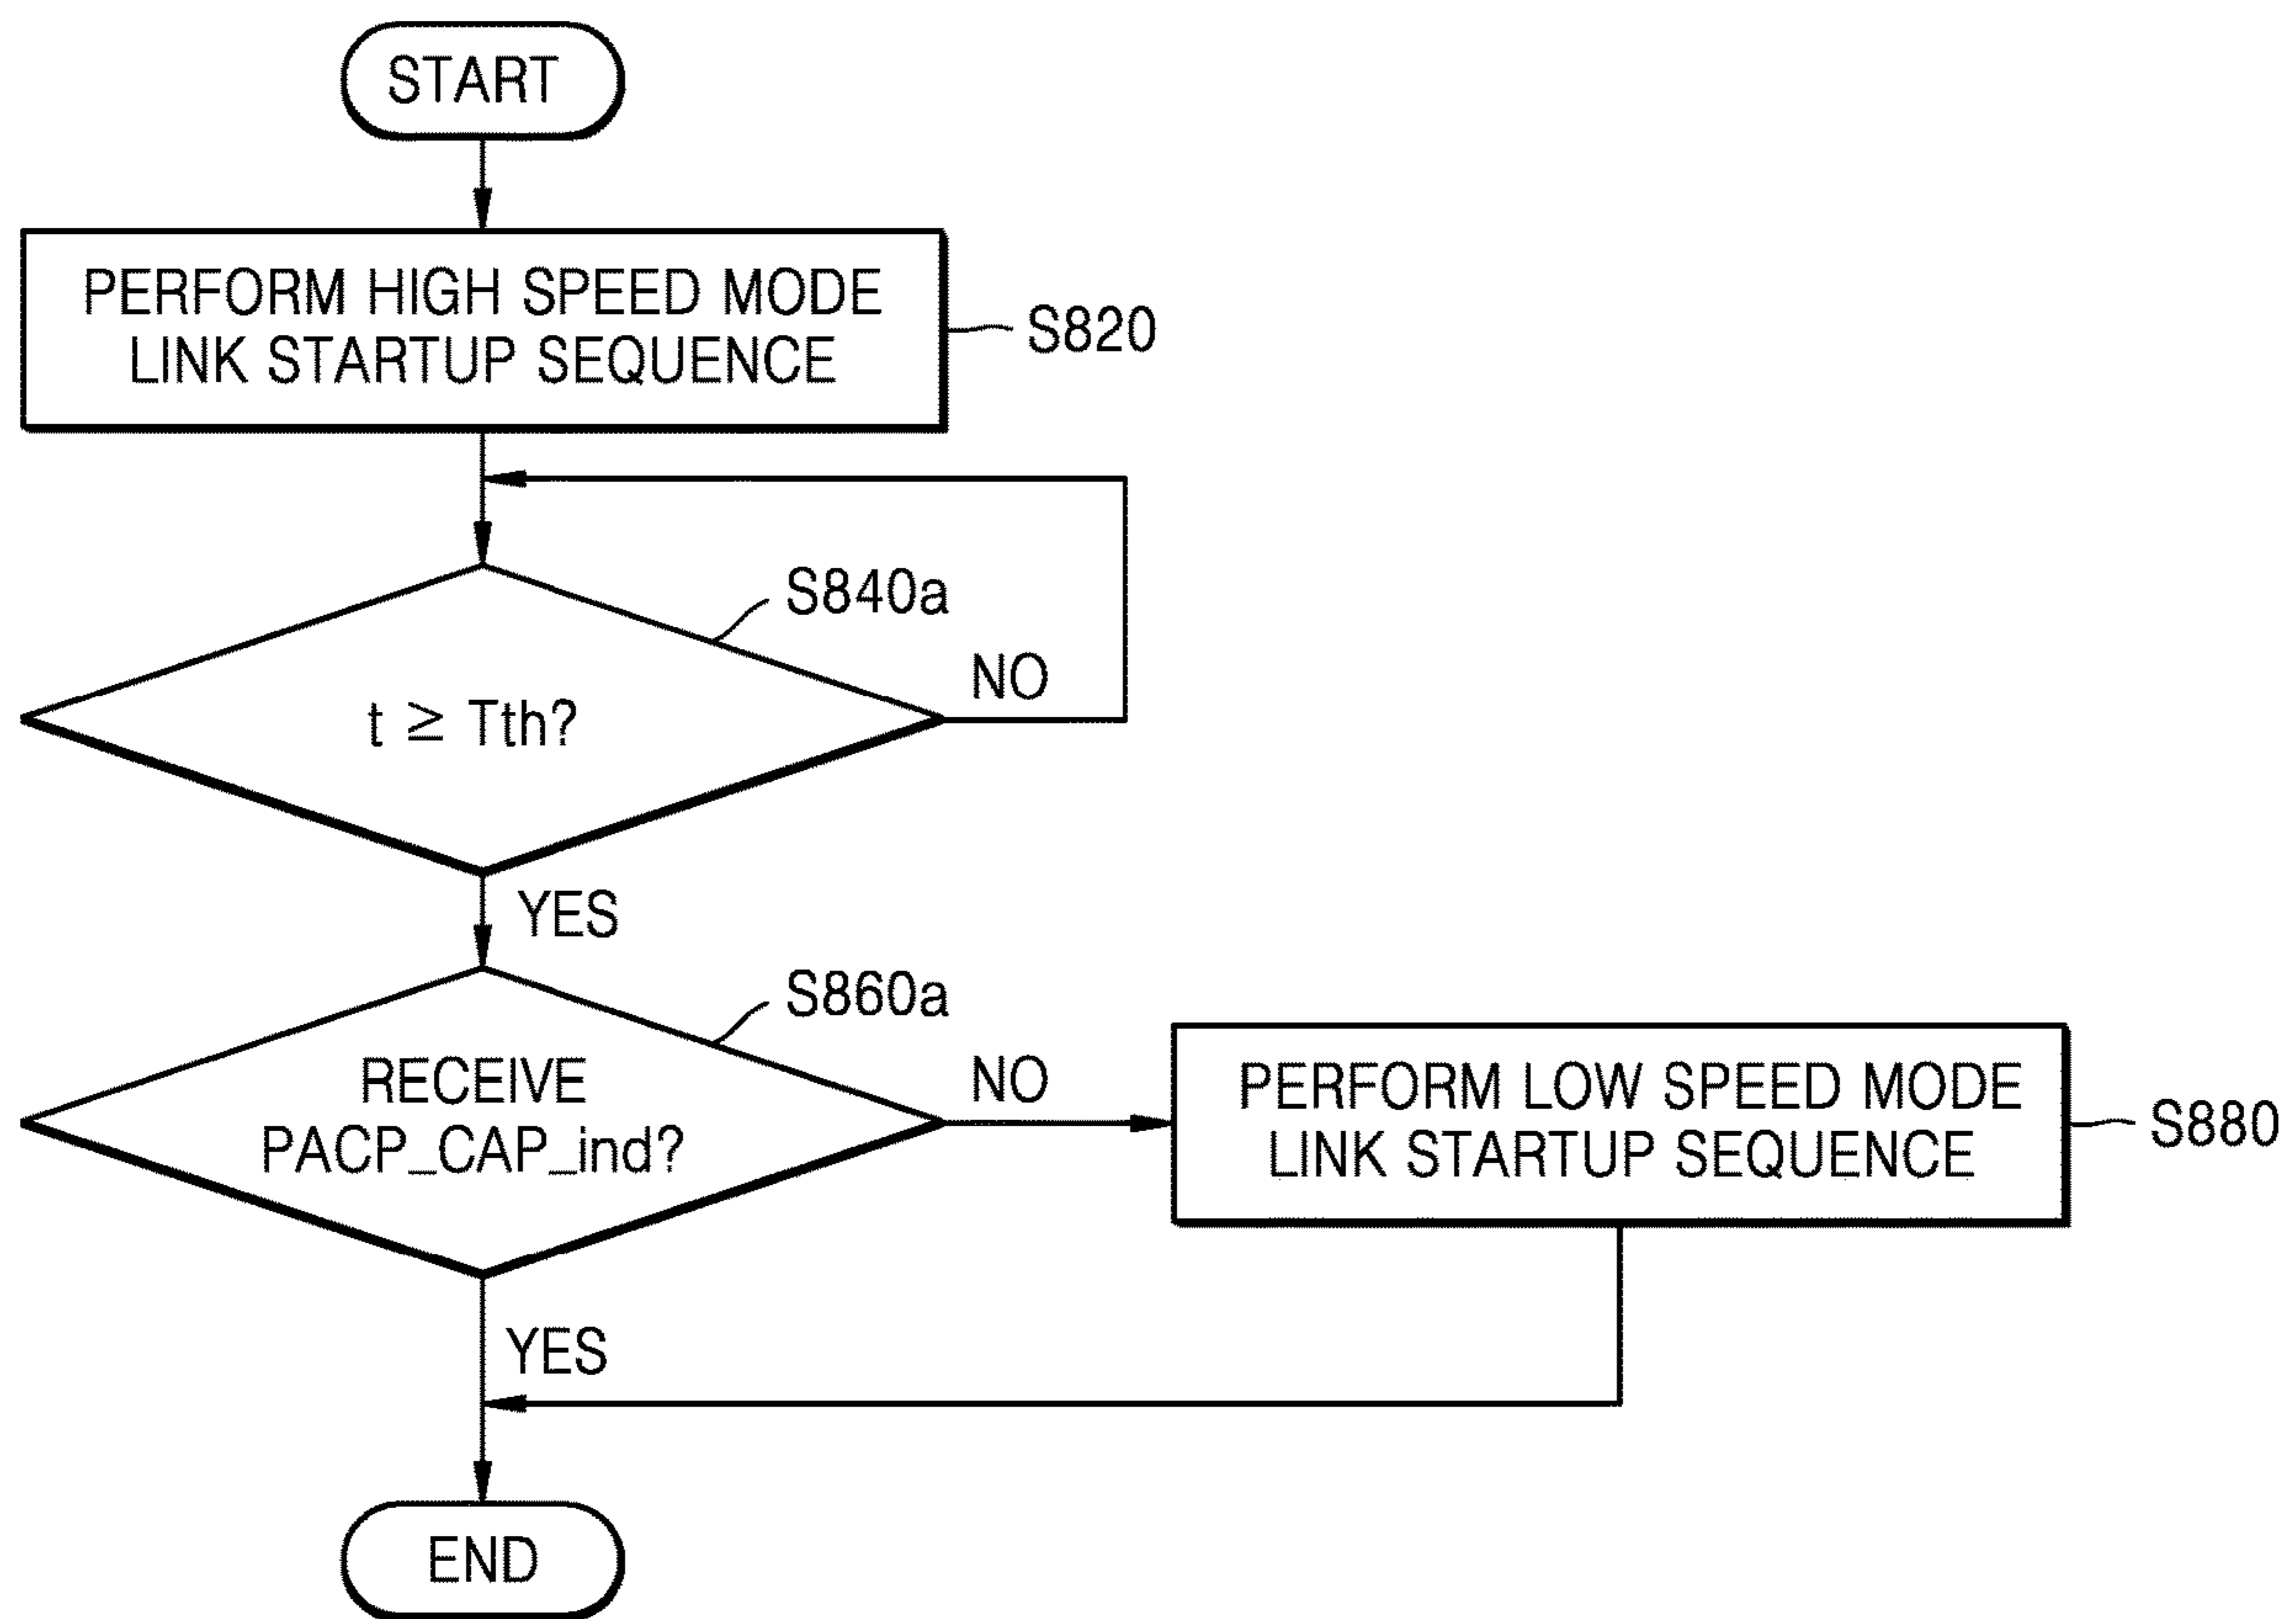 START
PERFORM HIGH SPEED MODE
LINK STARTUP SEQUENCE
S820
S840a
NO
t ≥ Tth?
YES
S860a
RECEIVE
PACP_CAP_ind?
NO
PERFORM LOW SPEED MODE
LINK STARTUP SEQUENCE
S880
YES
END